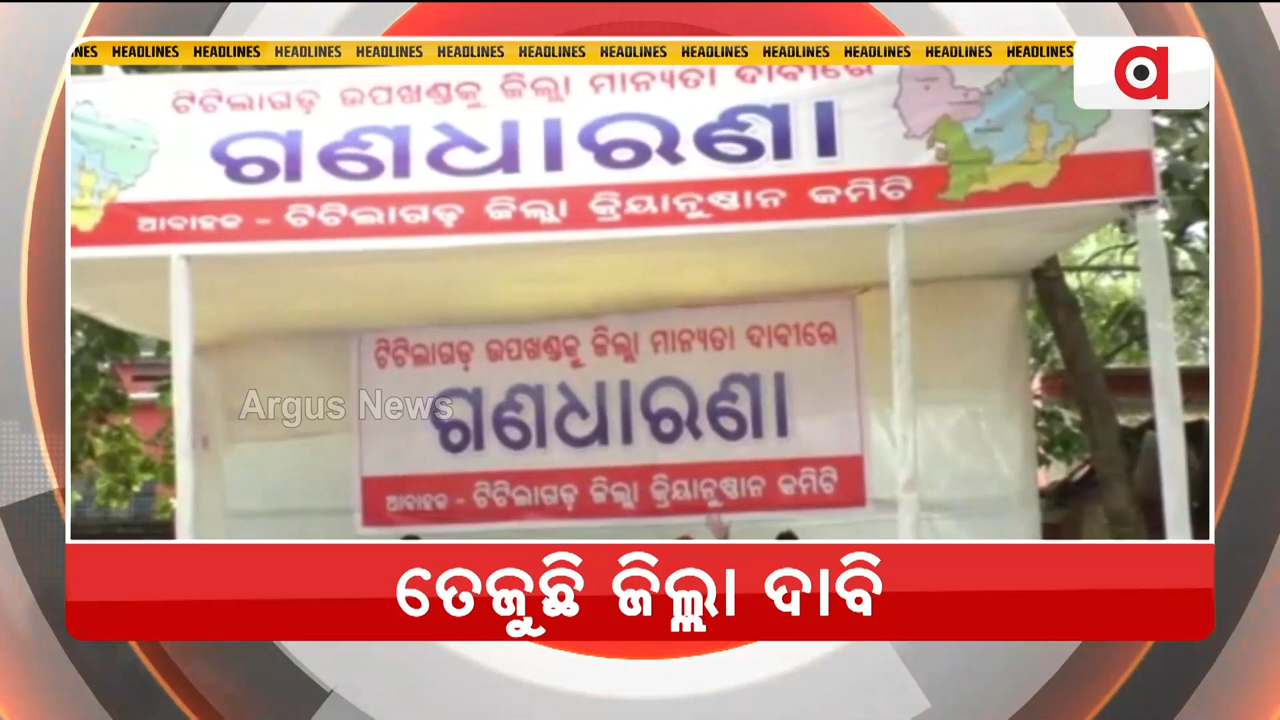 NES HEADLINES HEADLINES HEADLINES HEADLINES HEADLINES HEADLINES HEADLINES HEADLINES HEADLINES HEADLINES HEADLINES HEADLINES
a
ଟିଟିଲାଗଡ଼ ଉପଖଣ୍ଡକୁ ଜିଲ୍ଲା ମାନ୍ୟତା ଦାବୀରେ
ଗଣଧାରଣା
ଆବାହକ - ଟିଟିଲାଗଡ଼ ଜିଲ୍ଲା କ୍ରିୟାନୁଷ୍ଠାନ କମିଟି
ଟିଟିଲାଗଡ଼ ଉପଖଣ୍ଡକୁ ଜିଲ୍ଲା ମାନ୍ୟତା ଦାବୀରେ
Argus News
ଗଣଧାରଣା
ଆବାହକ - ଟିଟିଲାଗଡ଼ ଜିଲ୍ଲା କ୍ରିୟାନୁଷ୍ଠାନ କମିଟି
ତେଜୁଛି ଜିଲ୍ଲା ଦାବି